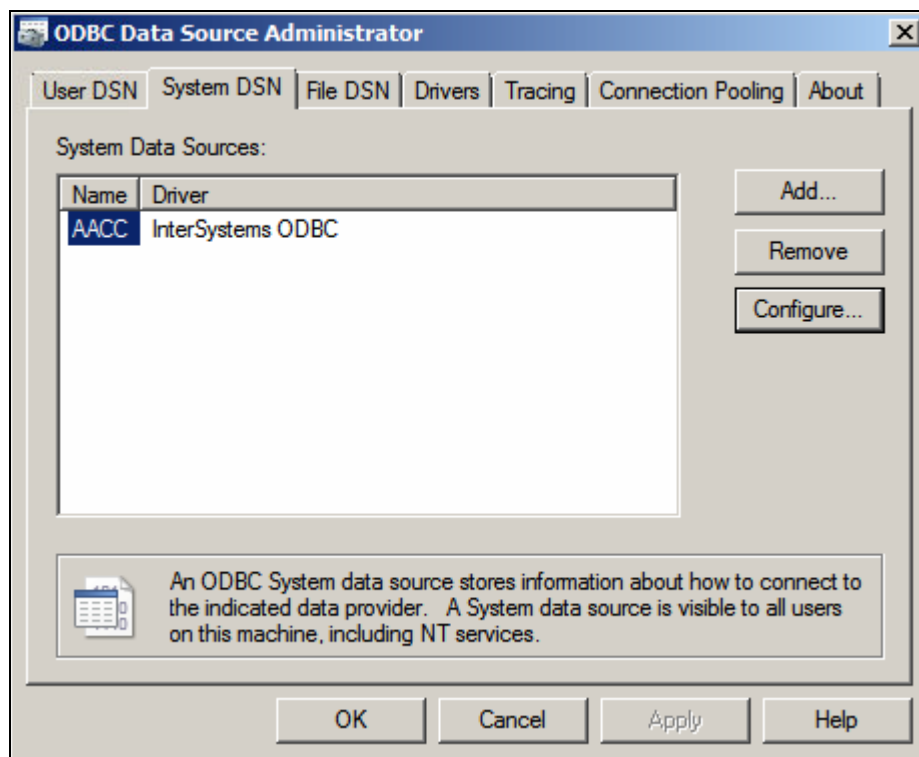 ODBC Data Source Administrator
User DSN System DSN File DSN Drivers Tracing Connection Pooling About
System Data Sources:
Name Driver
AACC InterSystems ODBC
Add...
Remove
Configure...
An ODBC System data source stores information about how to connect to
the indicated data provider. A System data source is visible to all users
on this machine, including NT services.
OK Cancel Apply Help